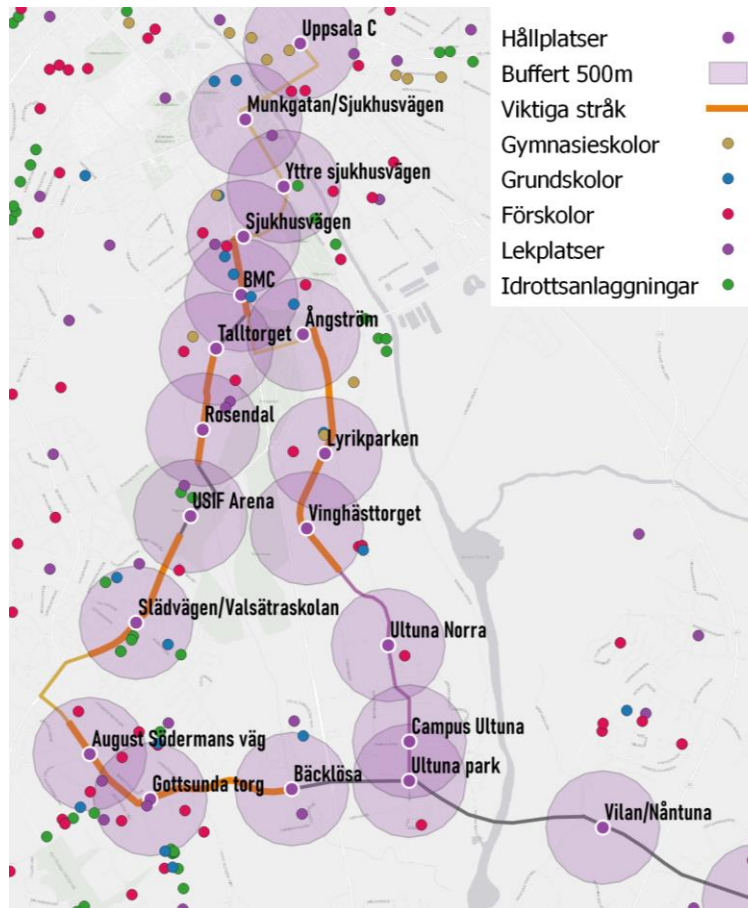 Uppsala C
Munkgatan/Sjukhusvägen
Yttre sjukhusvägen
Sjukhusvägen
BMC
Ångström
Talltorget
Rosendal
Lyrikparken
USIF Arena
Vinghästtorget
Slädvägen/Valsätraskolan
Ultuna Norra
Campus Ultuna
August Södermans väg
Ultuna park
Gottsunda torg
Bäcklösa
Vilan/Nåntuna
Hållplatser
Buffert 500m
Viktiga stråk
Gymnasieskolor
Grundskolor
Förskolor
Lekplatser
Idrottsanlaggningar